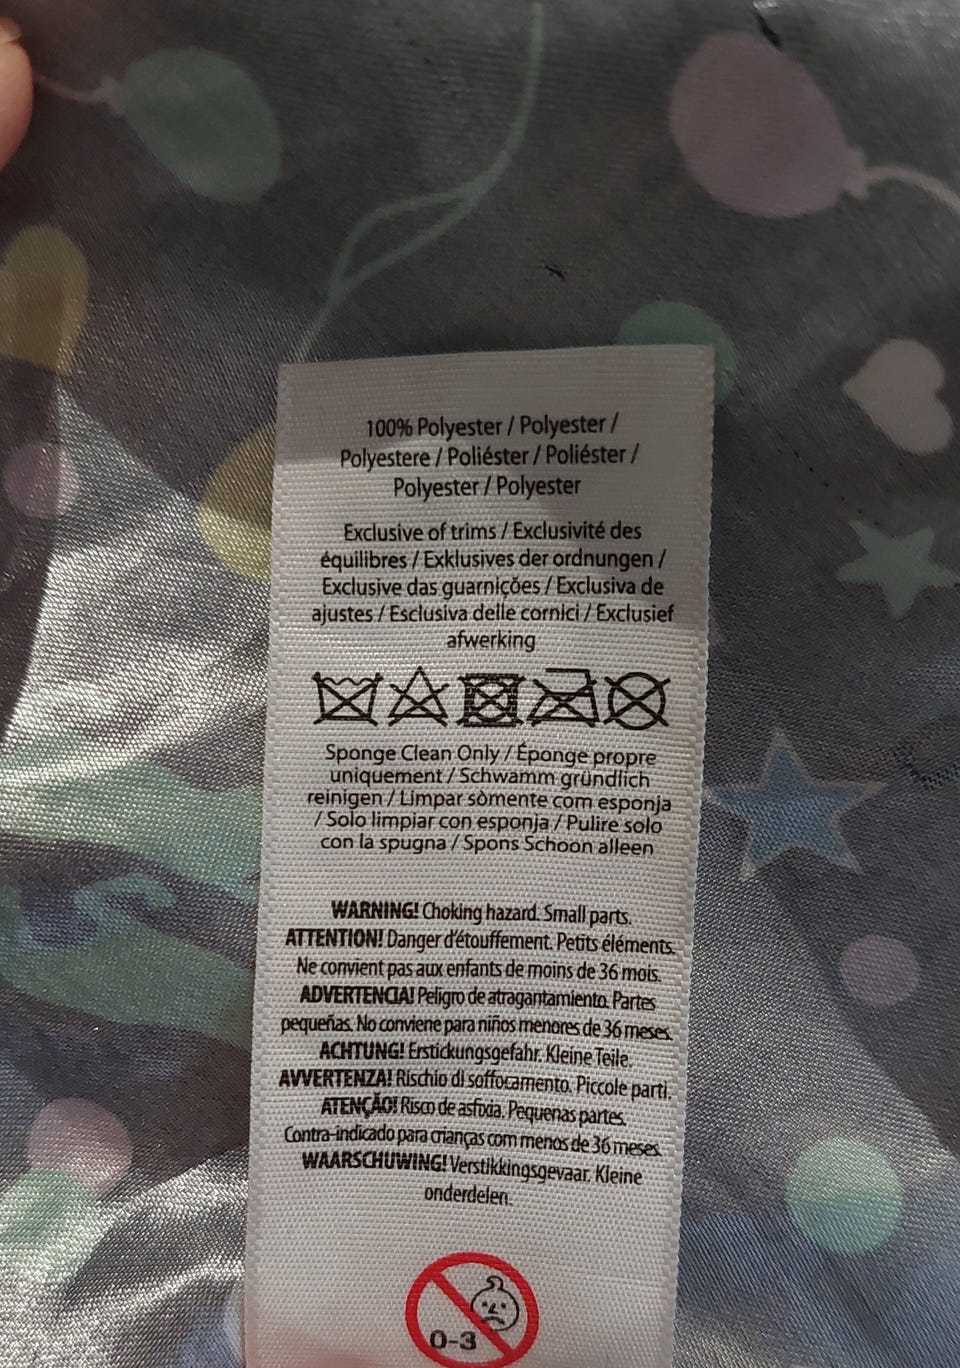 100% Polyester / Polyester /
Polyestere / Poliéster / Poliéster /
Polyester / Polyester
Exclusive of trims / Exclusivité des
équilibres / Exklusives der ordnungen /
Exclusive das guarnições / Exclusiva de
ajustes / Esclusiva delle cornici / Exclusief
afwerking
Sponge Clean Only / Éponge propre
uniquement / Schwamm gründlich
reinigen / Limpar sòmente com esponja
/ Solo limpiar con esponja / Pulire solo
con la spugna / Spons Schoon alleen
WARNING! Choking hazard. Small parts.
ATTENTION! Danger d'étouffement. Petits éléments.
Ne convient pas aux enfants de moins de 36 mois.
ADVERTENCIA! Peligro de atragantamiento. Partes
pequeñas. No conviene para niños menores de 36 meses.
ACHTUNG! Erstickungsgefahr. Kleine Teile.
AVVERTENZA! Rischio di soffocamento. Piccole parti.
ATENÇÃO! Risco de asfixia. Pequenas partes.
Contra-indicado para crianças com menos de 36 meses.
WAARSCHUWING! Verstikkingsgevaar. Kleine
onderdelen.
0-3